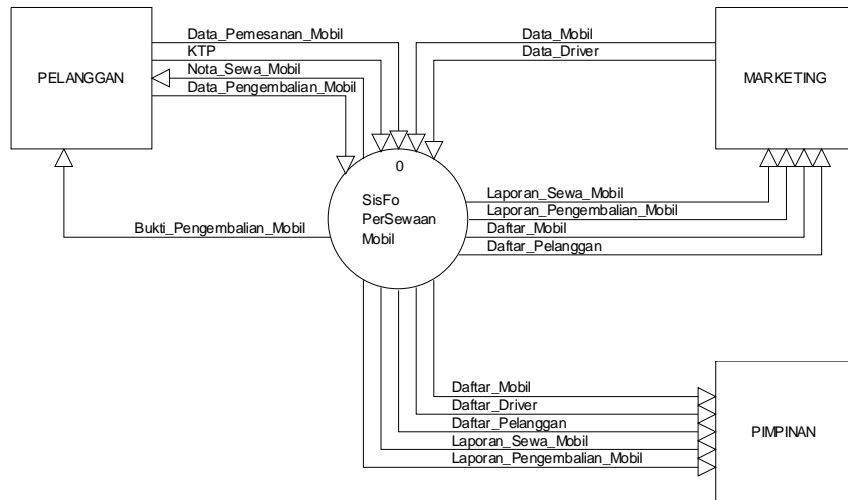 Data_Pemesanan_Mobil
KTP
Nota_Sewa_Mobil
Data_Pengembalian_Mobil
PELANGGAN
Data_Mobil
Data_Driver
MARKETING
0
SisFo
PerSewaan
Mobil
Bukti_Pengembalian_Mobil
Laporan_Sewa_Mobil
Laporan_Pengembalian_Mobil
Daftar_Mobil
Daftar_Pelanggan
Daftar_Mobil
Daftar_Driver
Daftar_Pelanggan
Laporan_Sewa_Mobil
Laporan_Pengembalian_Mobil
PIMPINAN